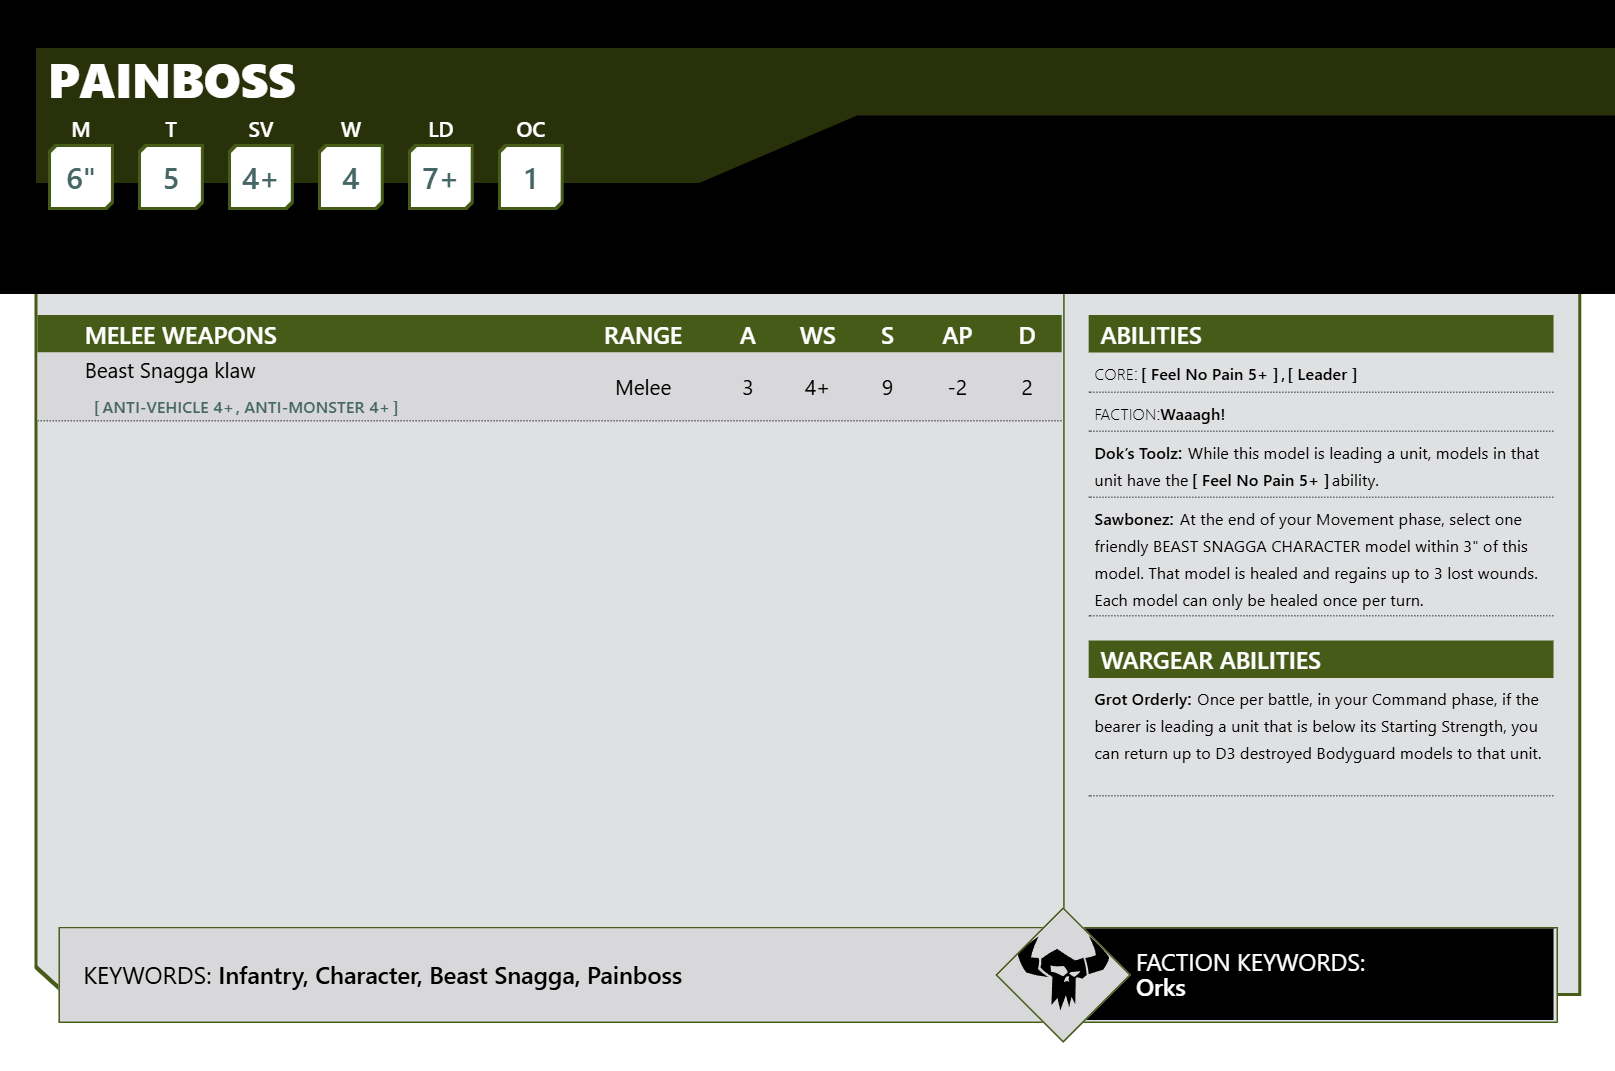 PAINBOSS
M T SV W LD OC
6" 5 4+ 4 7+ 1
MELEE WEAPONS RANGE A WS S AP D
Beast Snagga klaw
[ ANTI-VEHICLE 4+, ANTI-MONSTER 4+ ]
Melee 3 4+ 9 -2 2
ABILITIES
CORE: [ Feel No Pain 5+ ] , [ Leader ]
FACTION:Waaagh!
Dok’s Toolz: While this model is leading a unit, models in that
unit have the [ Feel No Pain 5+ ] ability.
Sawbonez: At the end of your Movement phase, select one
friendly BEAST SNAGGA CHARACTER model within 3" of this
model. That model is healed and regains up to 3 lost wounds.
Each model can only be healed once per turn.
WARGEAR ABILITIES
Grot Orderly: Once per battle, in your Command phase, if the
bearer is leading a unit that is below its Starting Strength, you
can return up to D3 destroyed Bodyguard models to that unit.
KEYWORDS: Infantry, Character, Beast Snagga, Painboss
FACTION KEYWORDS:
Orks